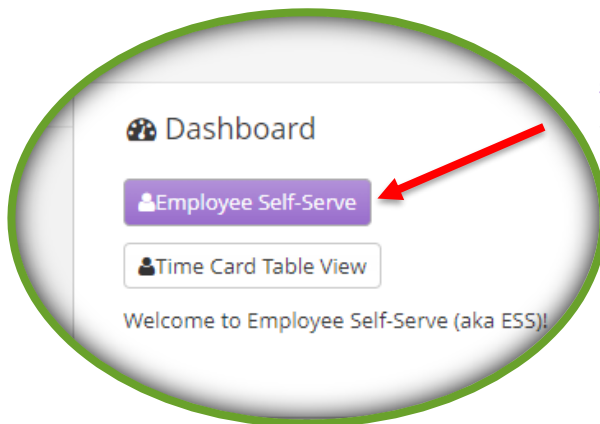 Dashboard
Employee Self-Serve
Time Card Table View
Welcome to Employee Self-Serve (aka ESS)!